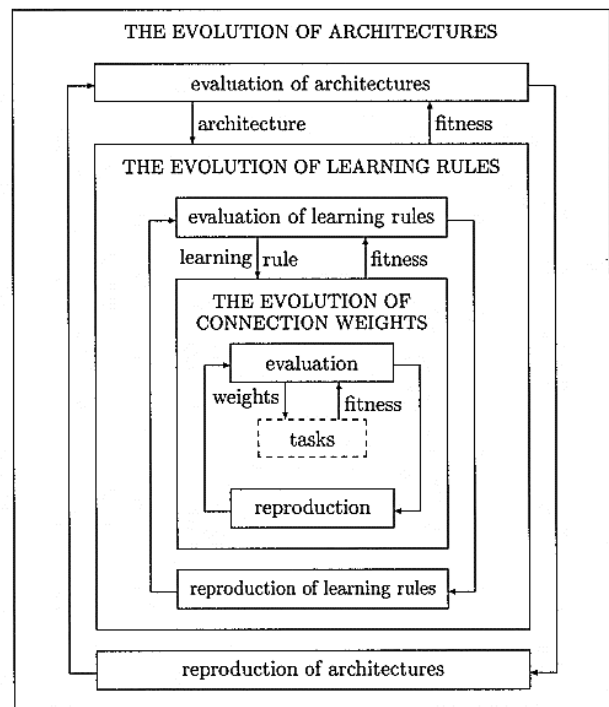 THE EVOLUTION OF ARCHITECTURES
evaluation of architectures
architecture
fitness
THE EVOLUTION OF LEARNING RULES
evaluation of learning rules
learning rule
fitness
THE EVOLUTION OF
CONNECTION WEIGHTS
evaluation
weights
fitness
tasks
reproduction
reproduction of learning rules
reproduction of architectures